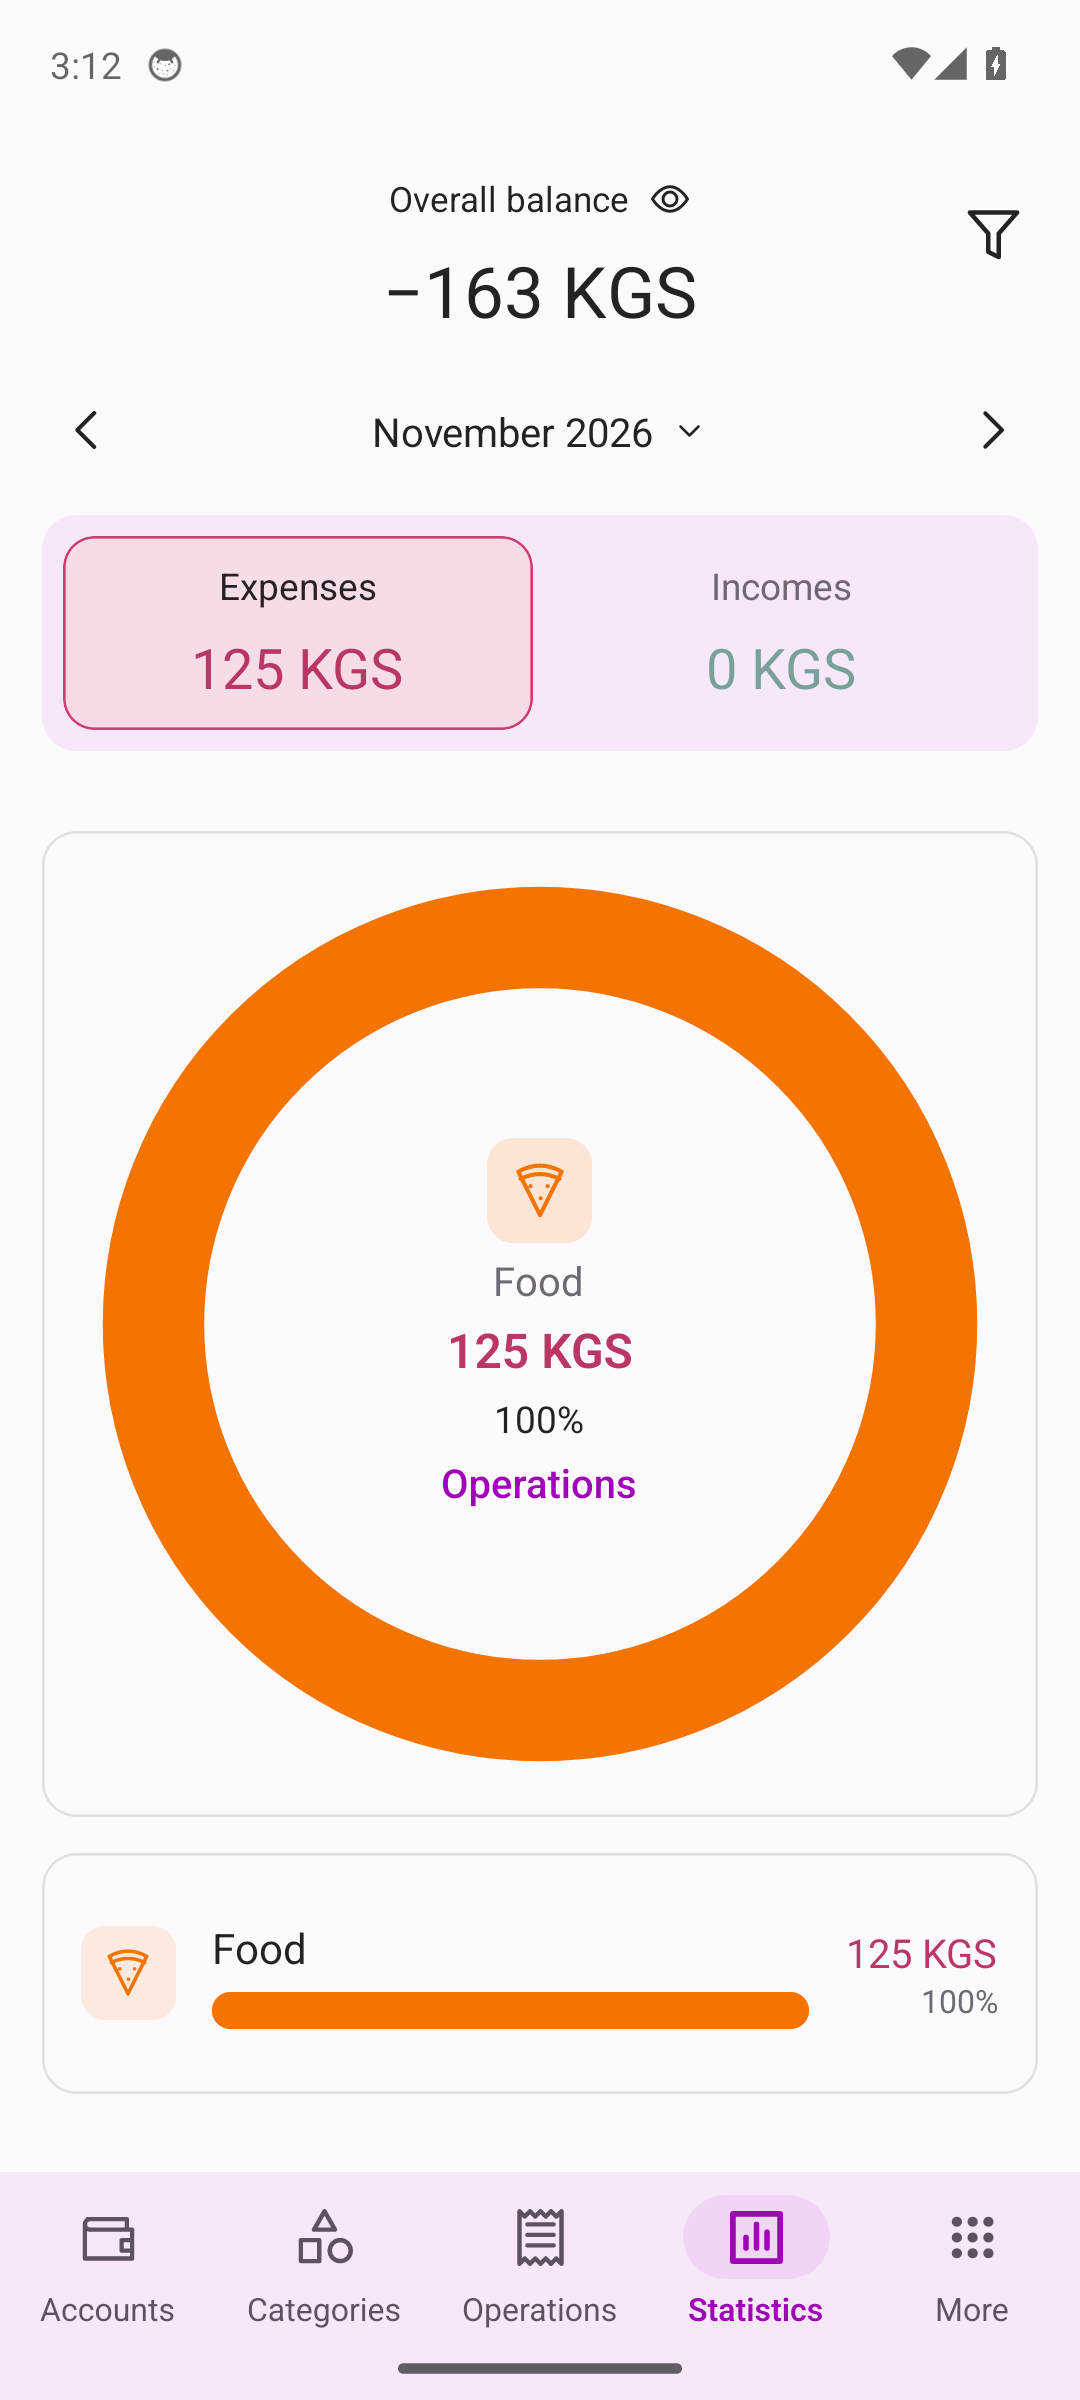 3:12
Overall balance
−163 KGS
November 2026
Expenses
Incomes
125 KGS
0 KGS
Food
125 KGS
100%
Operations
Food
125 KGS
100%
Accounts
Categories
Operations
Statistics
More